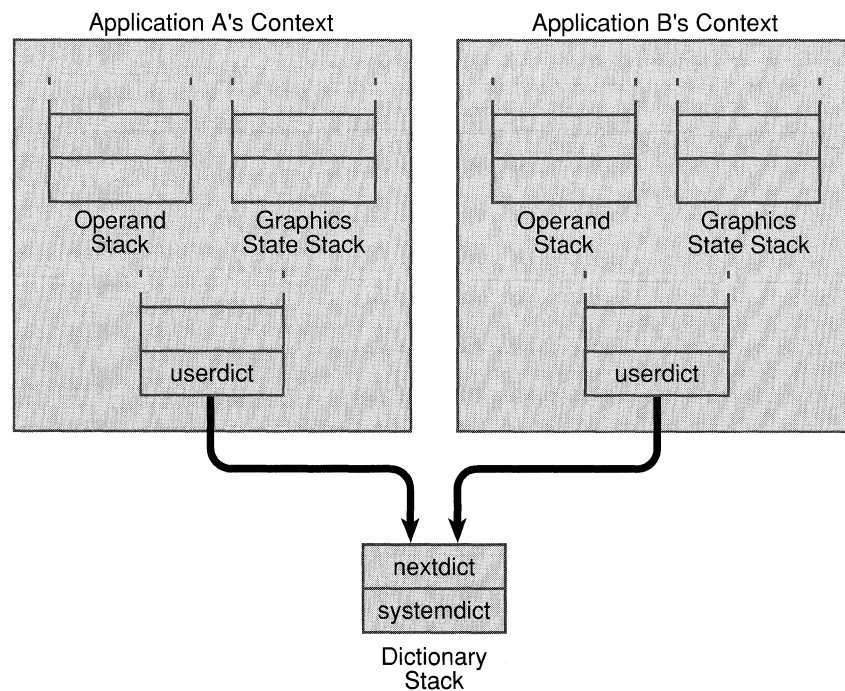 Application A's Context
Application B's Context
Operand
Stack
Graphics
State Stack
Operand
Stack
Graphics
State Stack
userdict
userdict
nextdict
systemdict
Dictionary
Stack